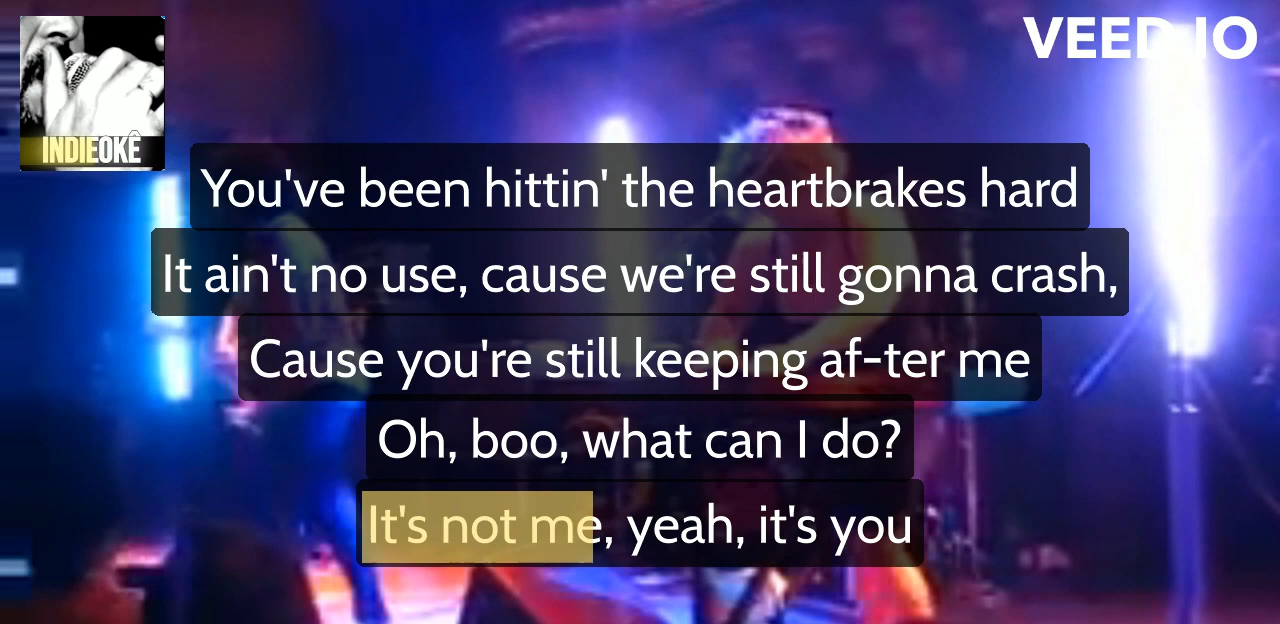 VEED.IO
INDIEOKÊ
You've been hittin' the heartbrakes hard
It ain't no use, cause we're still gonna crash,
Cause you're still keeping af-ter me
Oh, boo, what can I do?
It's not me, yeah, it's you